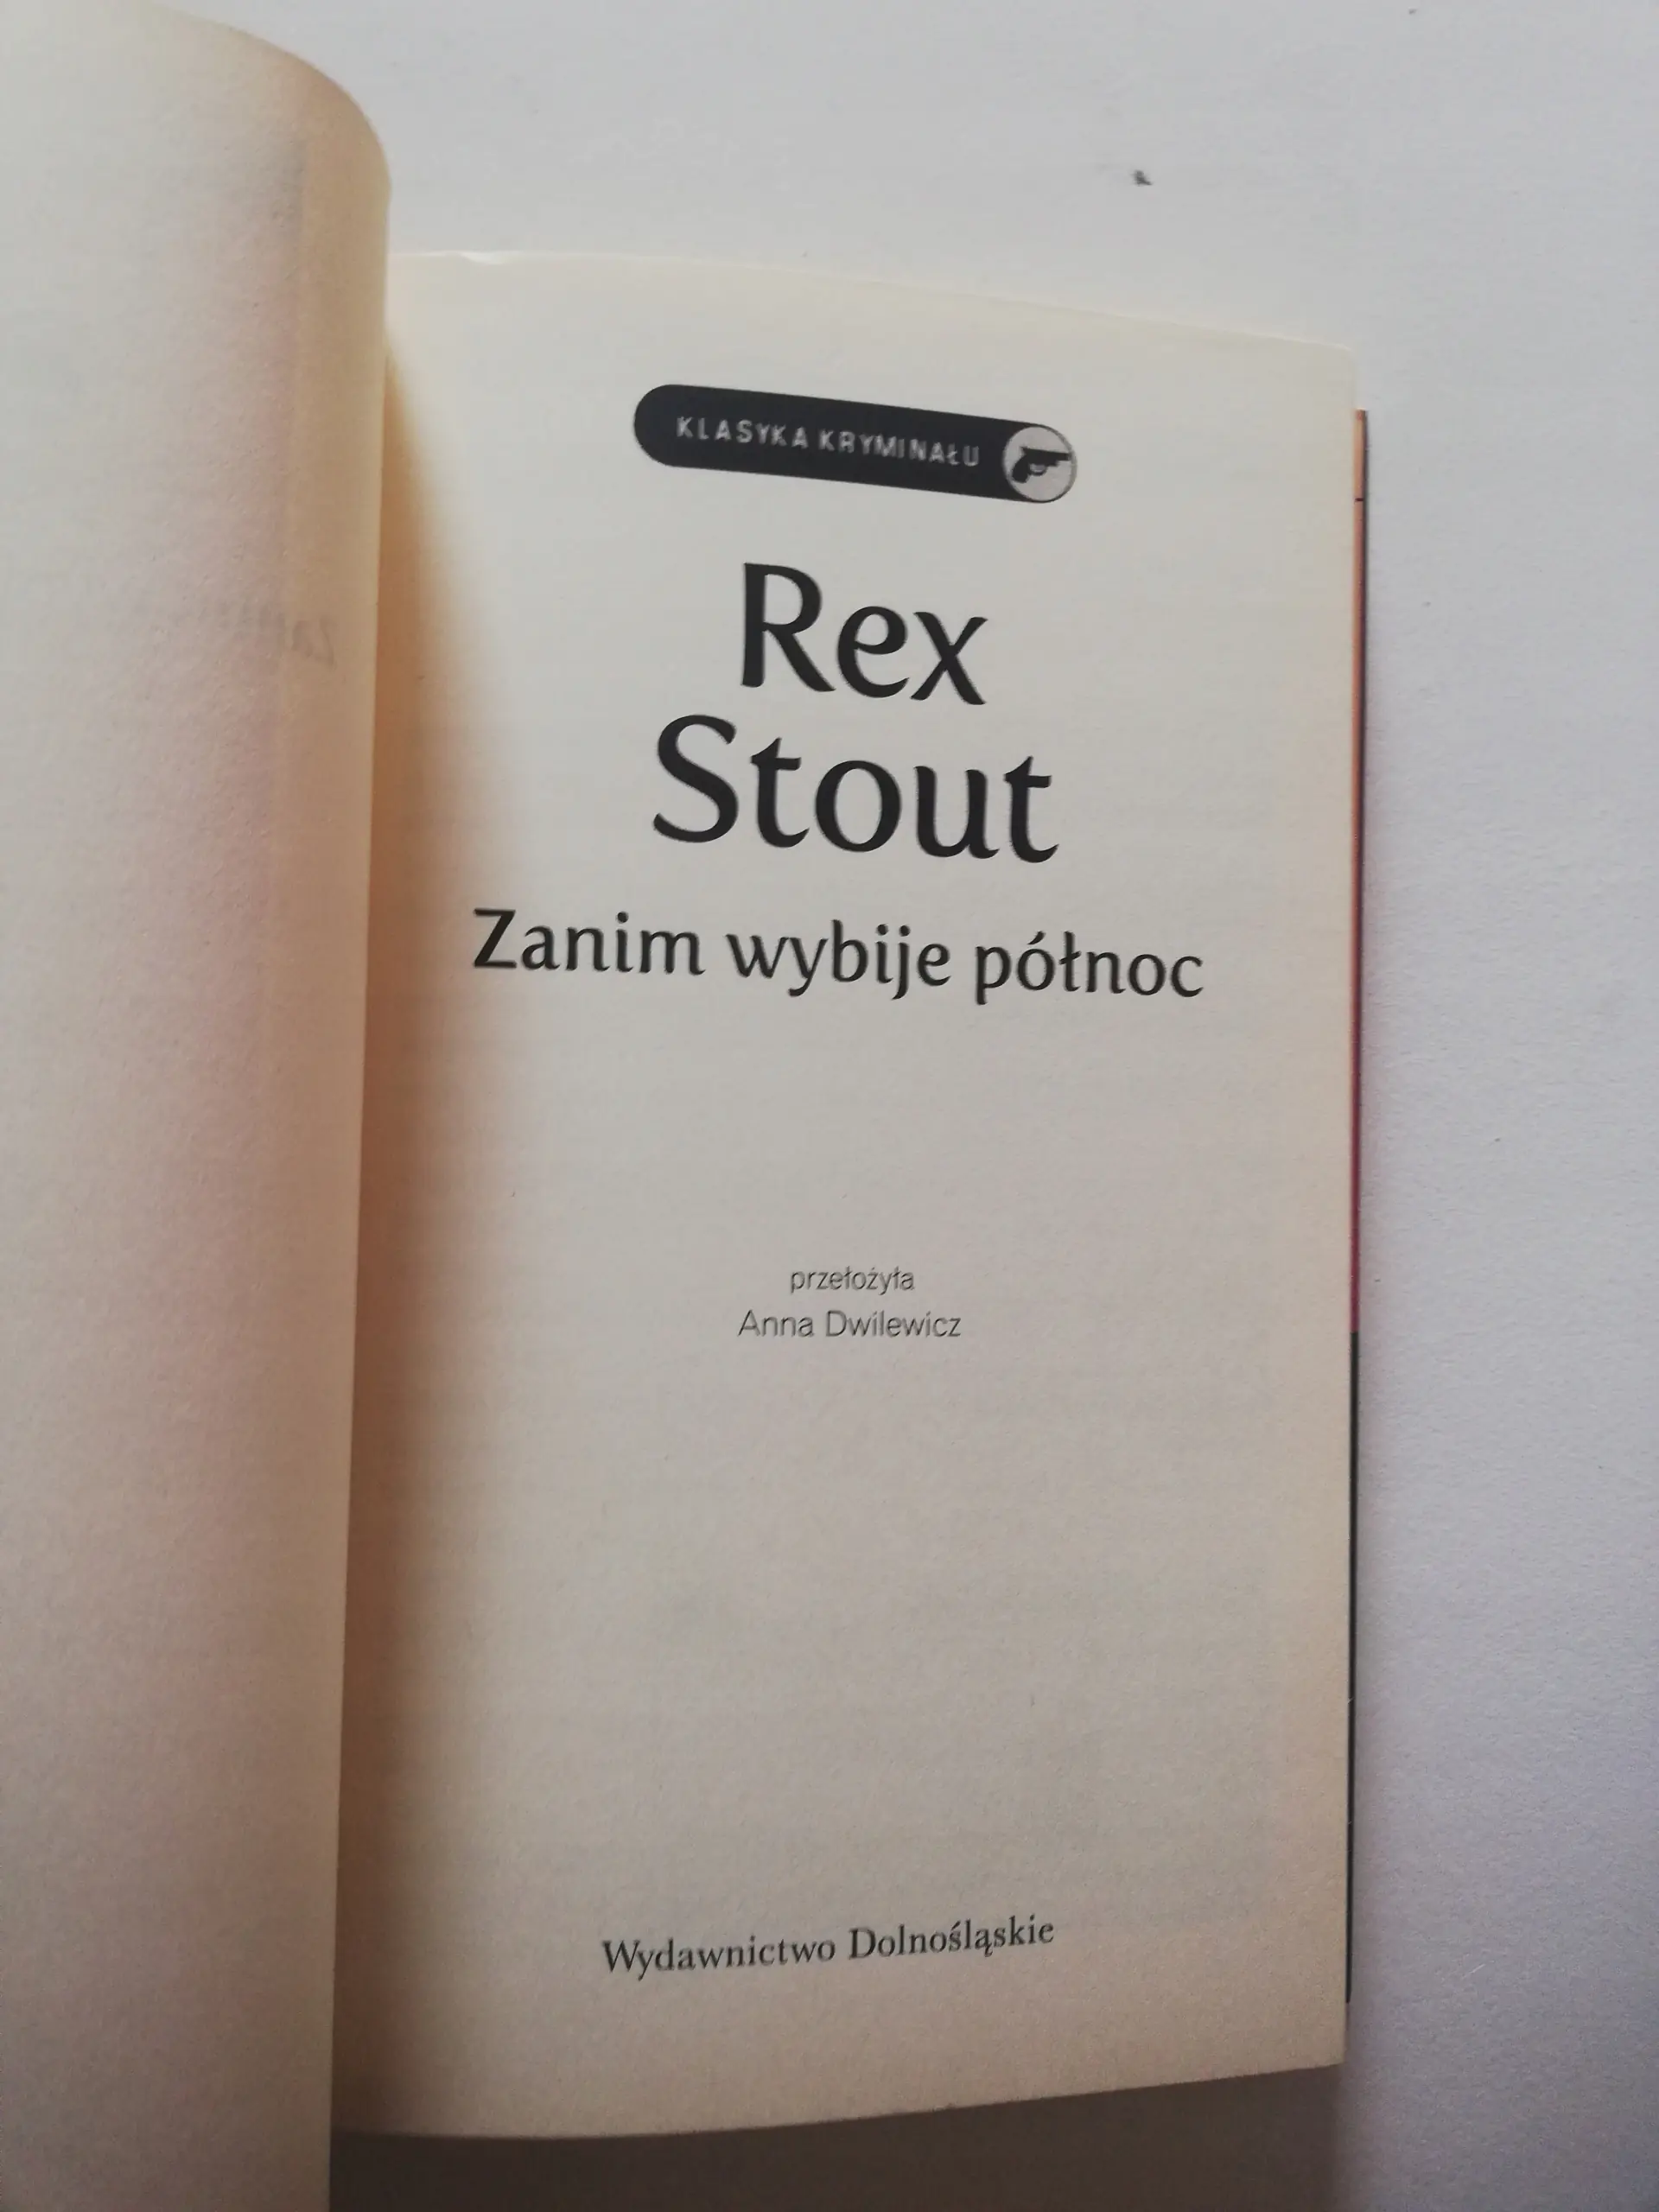 KLASYKA KRYMINAŁU
Rex
Stout
Zanim wybije północ
przełożyła
Anna Dwilewicz
Wydawnictwo Dolnośląskie